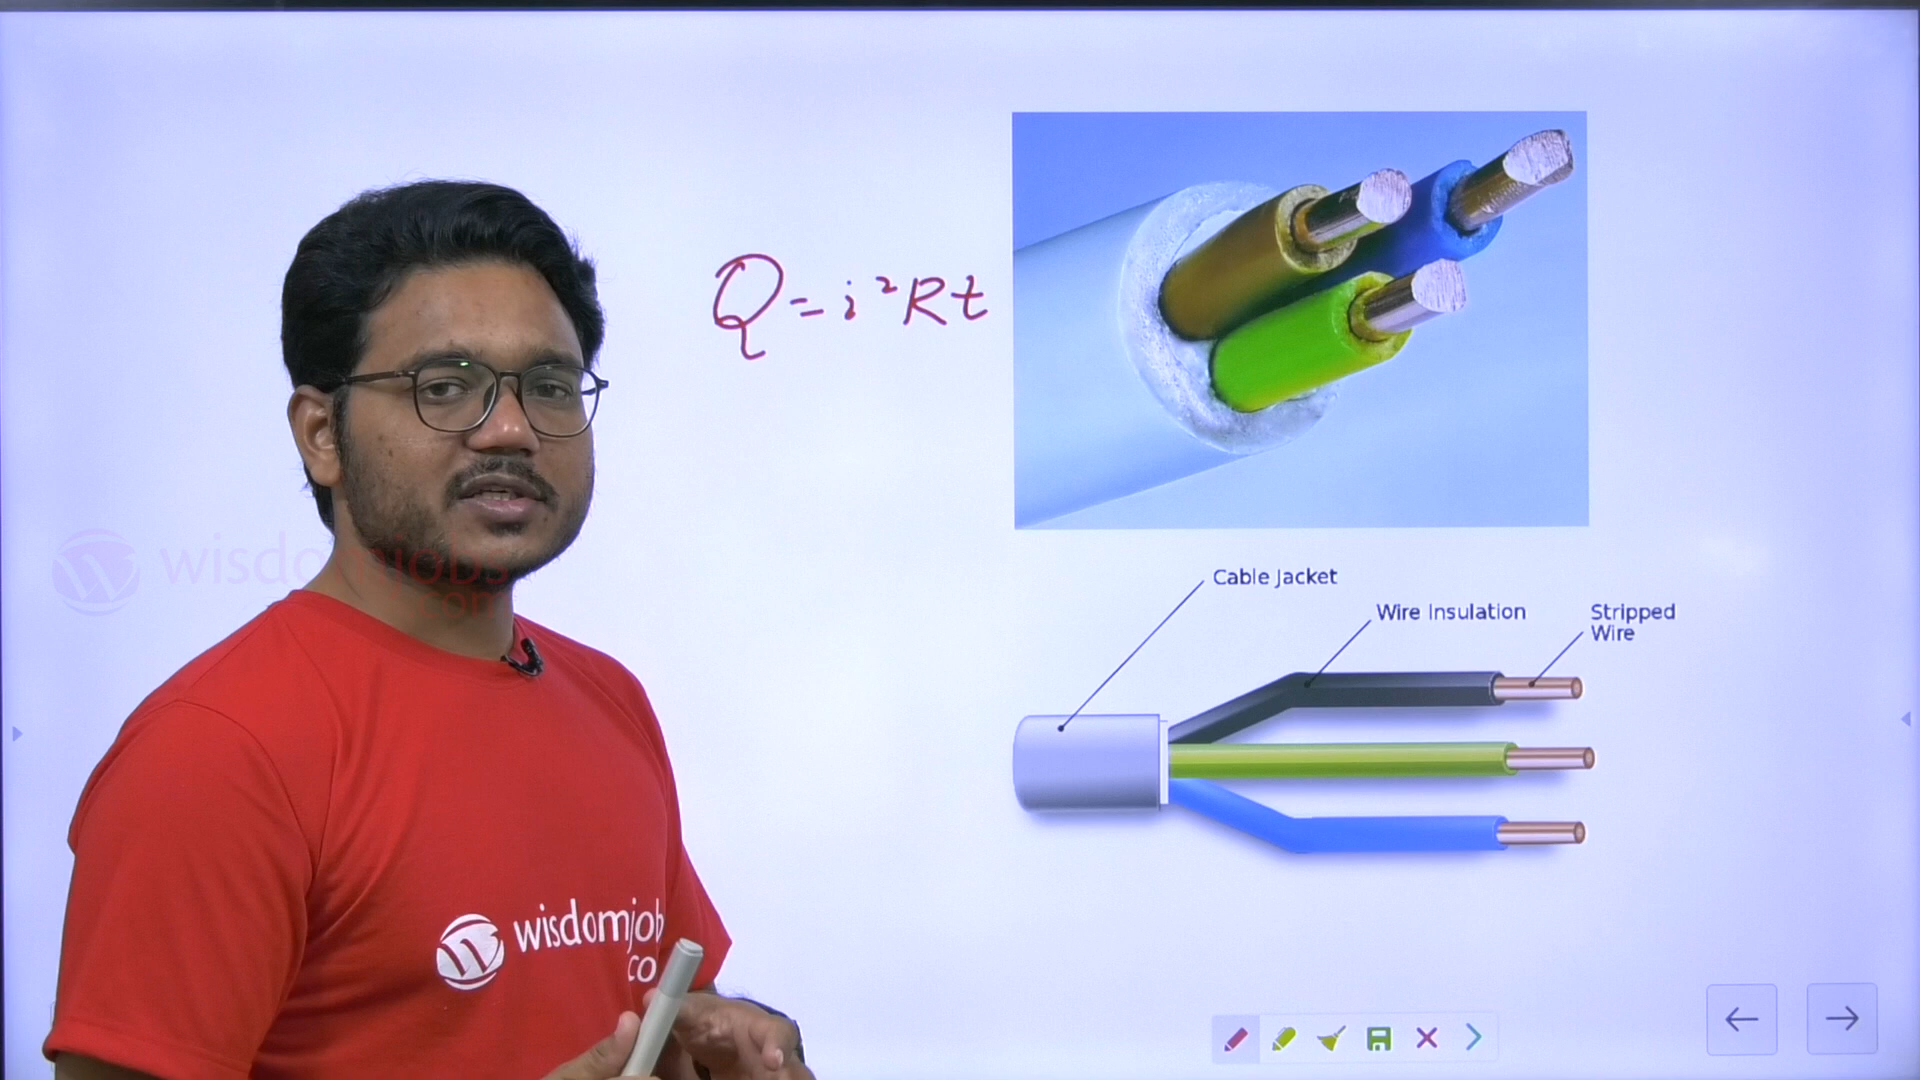 Q = i²Rt
Cable Jacket
Wire Insulation
Stripped
Wire
wisdomjobs
.com
wisdomjob
co